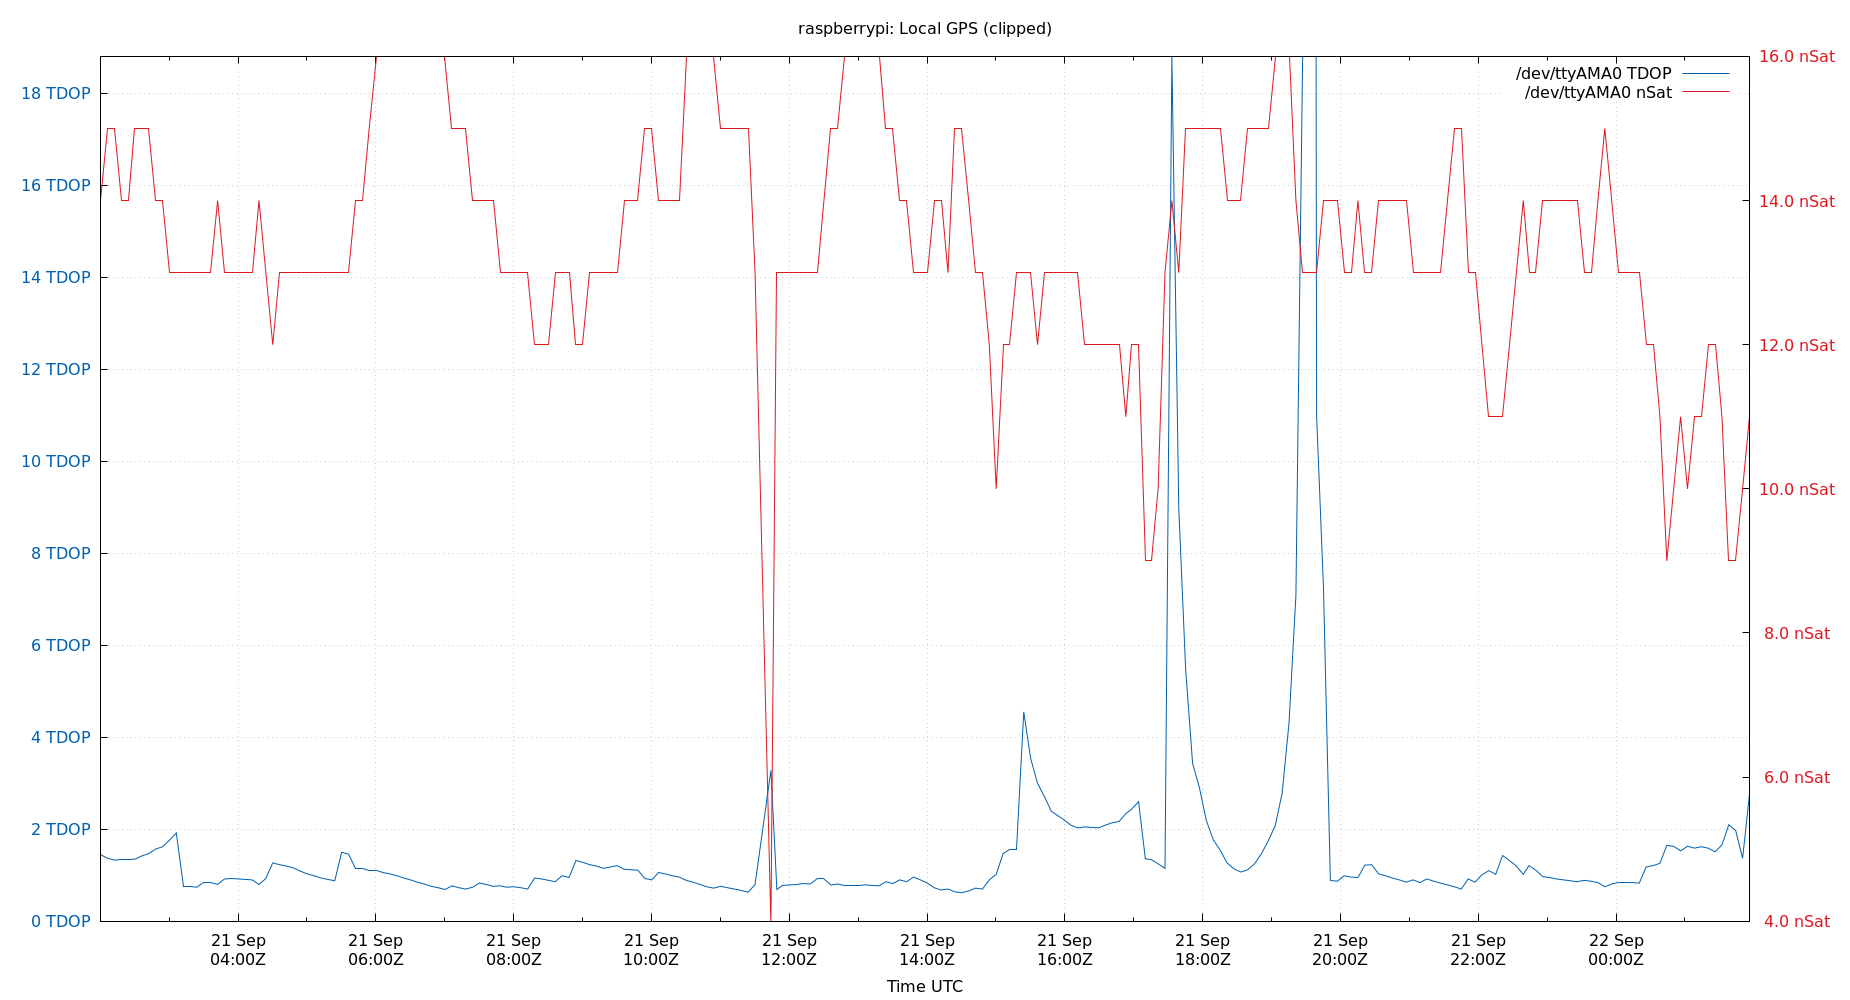 raspberrypi: Local GPS (clipped)
/dev/ttyAMA0 TDOP
/dev/ttyAMA0 nSat
18 TDOP
16 TDOP
14 TDOP
12 TDOP
10 TDOP
8 TDOP
6 TDOP
4 TDOP
2 TDOP
0 TDOP
16.0 nSat
14.0 nSat
12.0 nSat
10.0 nSat
8.0 nSat
6.0 nSat
4.0 nSat
21 Sep
04:00Z
21 Sep
06:00Z
21 Sep
08:00Z
21 Sep
10:00Z
21 Sep
12:00Z
21 Sep
14:00Z
21 Sep
16:00Z
21 Sep
18:00Z
21 Sep
20:00Z
21 Sep
22:00Z
22 Sep
00:00Z
Time UTC